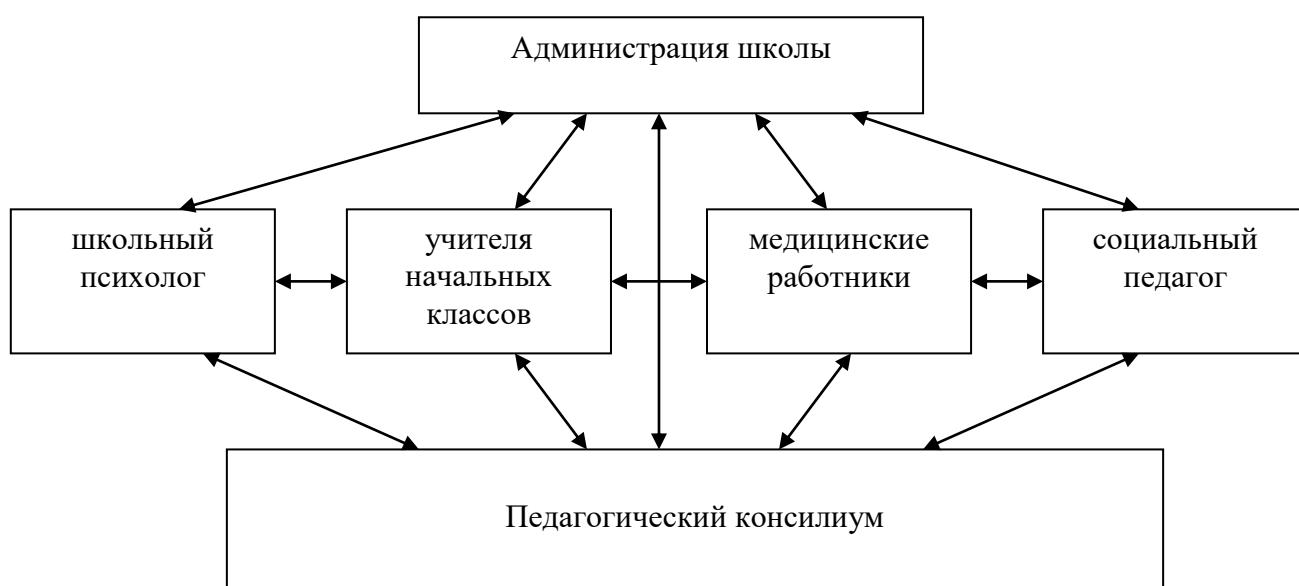 Администрация школы
школьный
психолог
учителя
начальных
классов
медицинские
работники
социальный
педагог
Педагогический консилиум